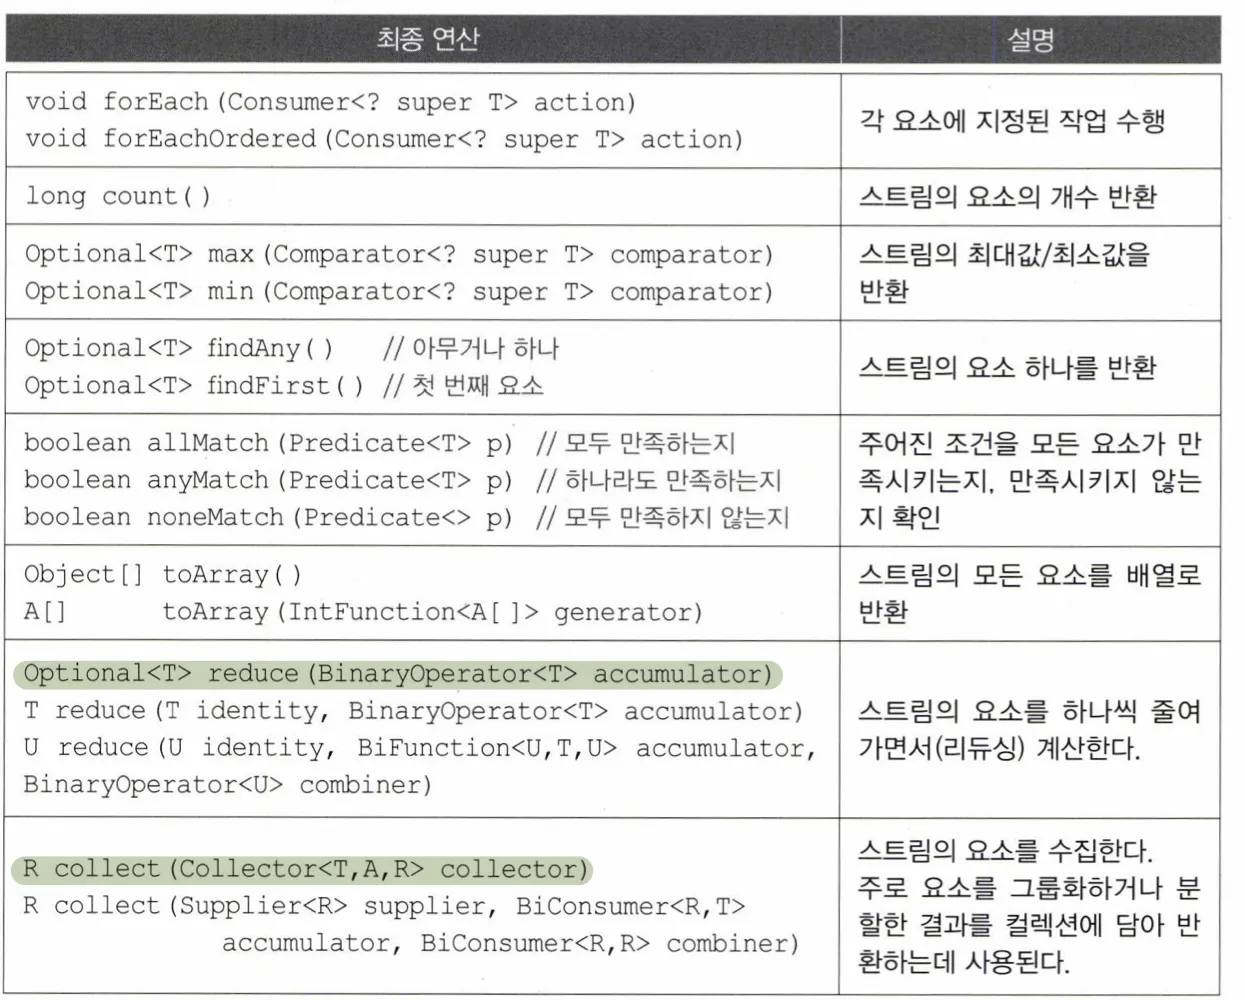 최종 연산
설명
void forEach(Consumer<? super T> action)
void forEachOrdered(Consumer<? super T> action)
각 요소에 지정된 작업 수행
long count()
스트림의 요소의 개수 반환
Optional<T> max(Comparator<? super T> comparator)
Optional<T> min(Comparator<? super T> comparator)
스트림의 최대값/최소값을
반환
Optional<T> findAny() // 아무거나 하나
Optional<T> findFirst() // 첫 번째 요소
스트림의 요소 하나를 반환
boolean allMatch(Predicate<T> p) // 모두 만족하는지
boolean anyMatch(Predicate<T> p) // 하나라도 만족하는지
boolean noneMatch(Predicate<> p) // 모두 만족하지 않는지
주어진 조건을 모든 요소가 만
족시키는지, 만족시키지 않는
지 확인
Object[] toArray()
A[] toArray(IntFunction<A[]> generator)
스트림의 모든 요소를 배열로
반환
Optional<T> reduce(BinaryOperator<T> accumulator)
T reduce(T identity, BinaryOperator<T> accumulator)
U reduce(U identity, BiFunction<U,T,U> accumulator,
BinaryOperator<U> combiner)
스트림의 요소를 하나씩 줄여
가면서(리듀싱) 계산한다.
R collect(Collector<T,A,R> collector)
R collect(Supplier<R> supplier, BiConsumer<R,T>
accumulator, BiConsumer<R,R> combiner)
스트림의 요소를 수집한다.
주로 요소를 그룹화하거나 분
할한 결과를 컬렉션에 담아 반
환하는데 사용된다.